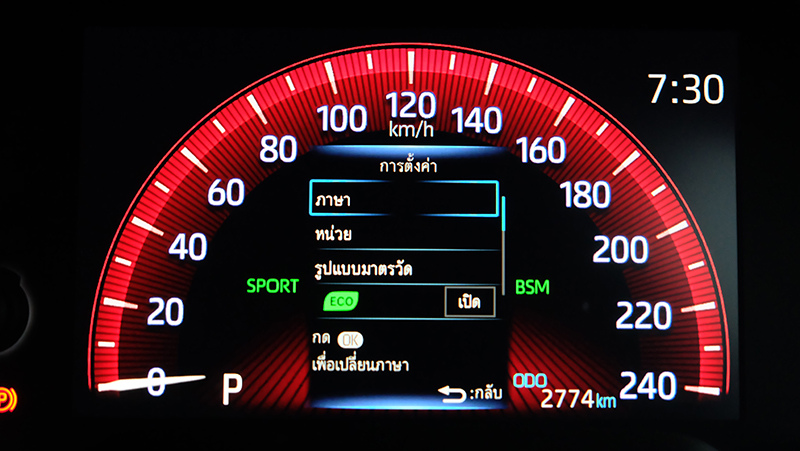 7:30
0
20
40
60
80
100
120
140
160
180
200
220
240
km/h
การตั้งค่า
ภาษา
หน่วย
รูปแบบมาตรวัด
ECO เปิด
กด OK
เพื่อเปลี่ยนภาษา
:กลับ
SPORT
BSM
P
ODO
2774 km
(P)